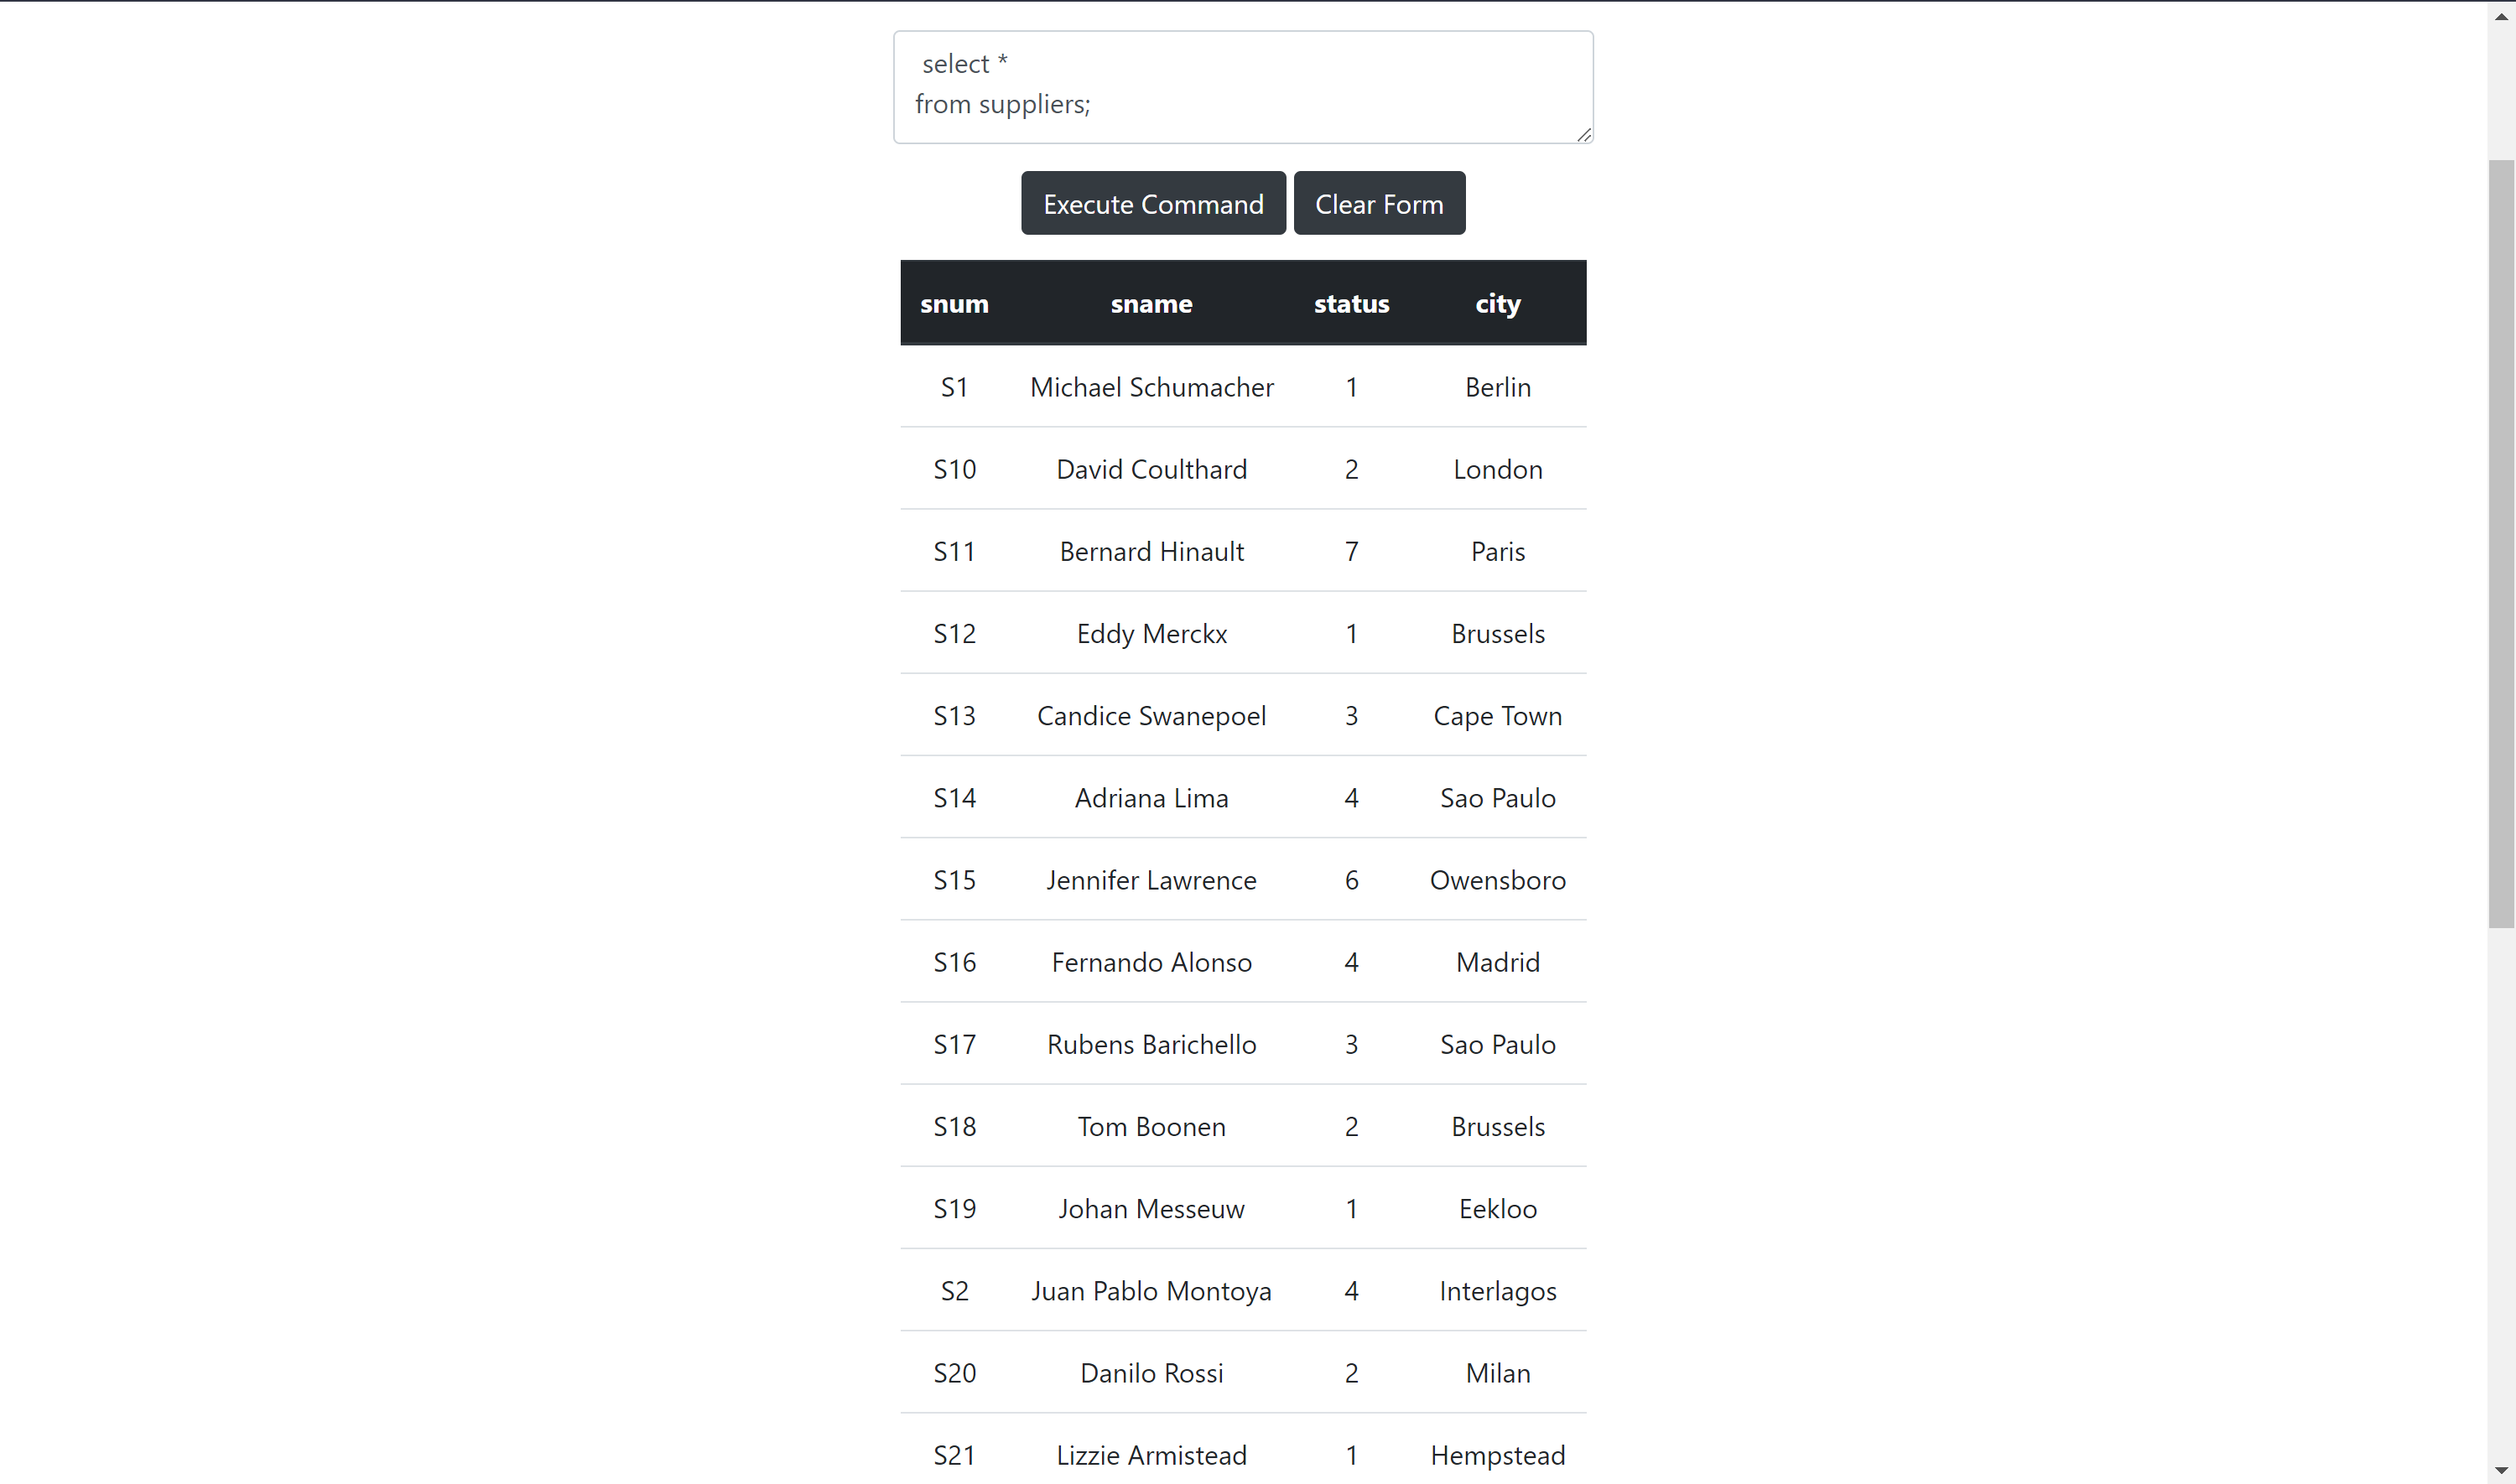 select *
from suppliers;
Execute Command Clear Form
snum sname status city
S1 Michael Schumacher 1 Berlin
S10 David Coulthard 2 London
S11 Bernard Hinault 7 Paris
S12 Eddy Merckx 1 Brussels
S13 Candice Swanepoel 3 Cape Town
S14 Adriana Lima 4 Sao Paulo
S15 Jennifer Lawrence 6 Owensboro
S16 Fernando Alonso 4 Madrid
S17 Rubens Barichello 3 Sao Paulo
S18 Tom Boonen 2 Brussels
S19 Johan Messeuw 1 Eekloo
S2 Juan Pablo Montoya 4 Interlagos
S20 Danilo Rossi 2 Milan
S21 Lizzie Armistead 1 Hempstead